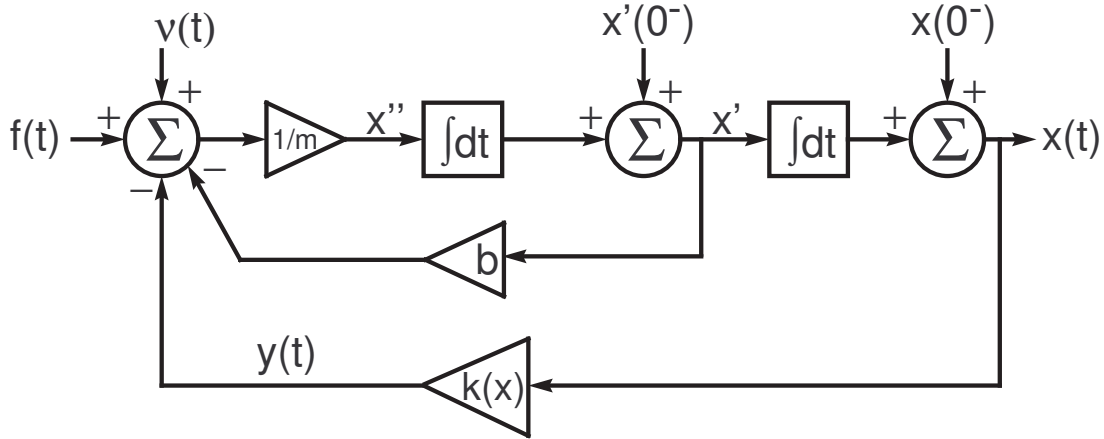 ν(t) x'(0⁻) x(0⁻)
+ + + +
f(t) + Σ 1/m x'' ∫dt + Σ x' ∫dt + Σ x(t)
− −
b
y(t)
k(x)